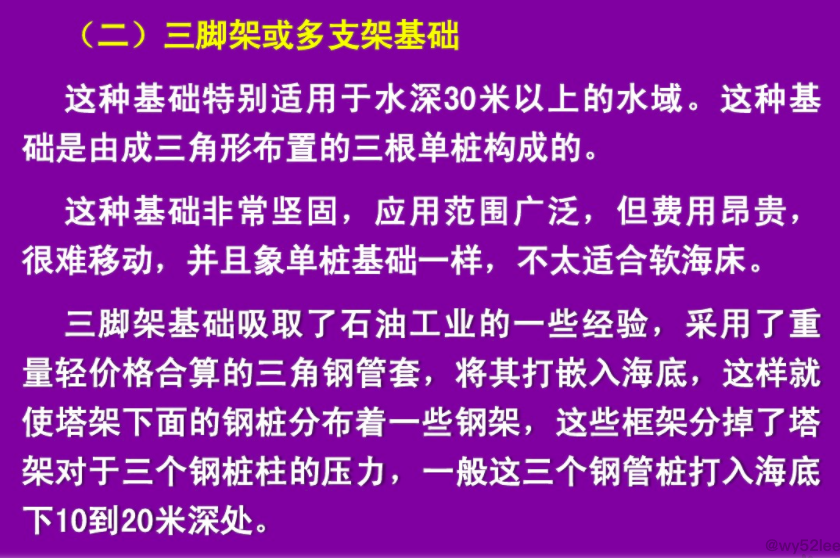 （二）三脚架或多支架基础
这种基础特别适用于水深30米以上的水域。这种基
础是由成三角形布置的三根单桩构成的。
这种基础非常坚固，应用范围广泛，但费用昂贵，
很难移动，并且象单桩基础一样，不太适合软海床。
三脚架基础吸取了石油工业的一些经验，采用了重
量轻价格合算的三角钢管套，将其打嵌入海底，这样就
使塔架下面的钢桩分布着一些钢架，这些框架分掉了塔
架对于三个钢桩柱的压力，一般这三个钢管桩打入海底
下10到20米深处。
@wy52lea